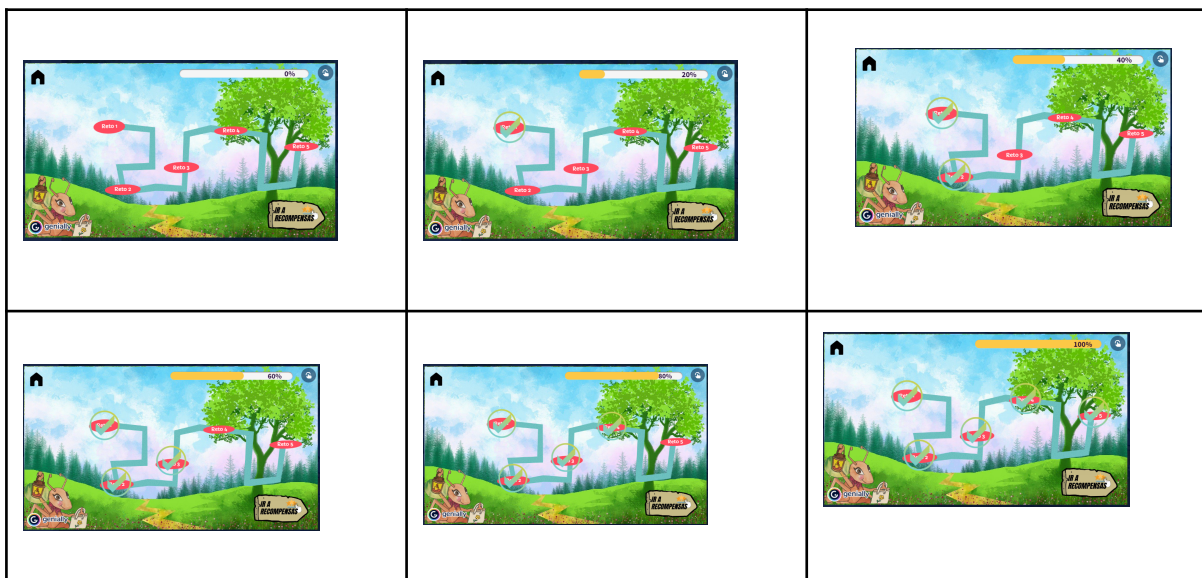 0%
Reto 1
Reto 4
Reto 5
Reto 3
Reto 2
IR A
RECOMPENSAS
genially
20%
Reto 4
Reto 5
Reto 3
Reto 2
IR A
RECOMPENSAS
genially
40%
Reto 4
Reto 5
Reto 3
IR A
RECOMPENSAS
genially
60%
Reto 4
Reto 5
IR A
RECOMPENSAS
genially
80%
Reto 5
IR A
RECOMPENSAS
genially
100%
IR A
RECOMPENSAS
genially